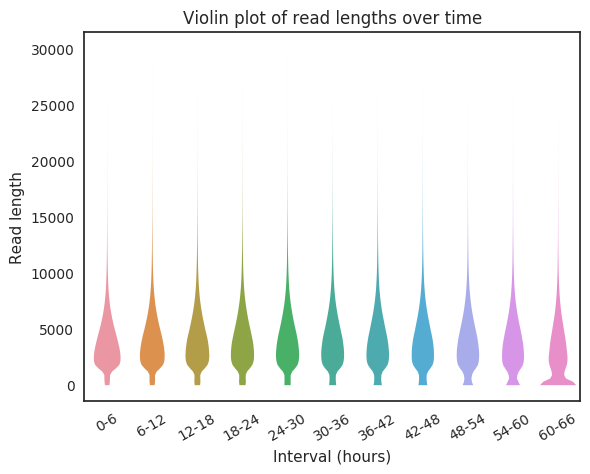 Violin plot of read lengths over time
30000
25000
20000
15000
10000
5000
0
Read length
0-6 6-12 12-18 18-24 24-30 30-36 36-42 42-48 48-54 54-60 60-66
Interval (hours)